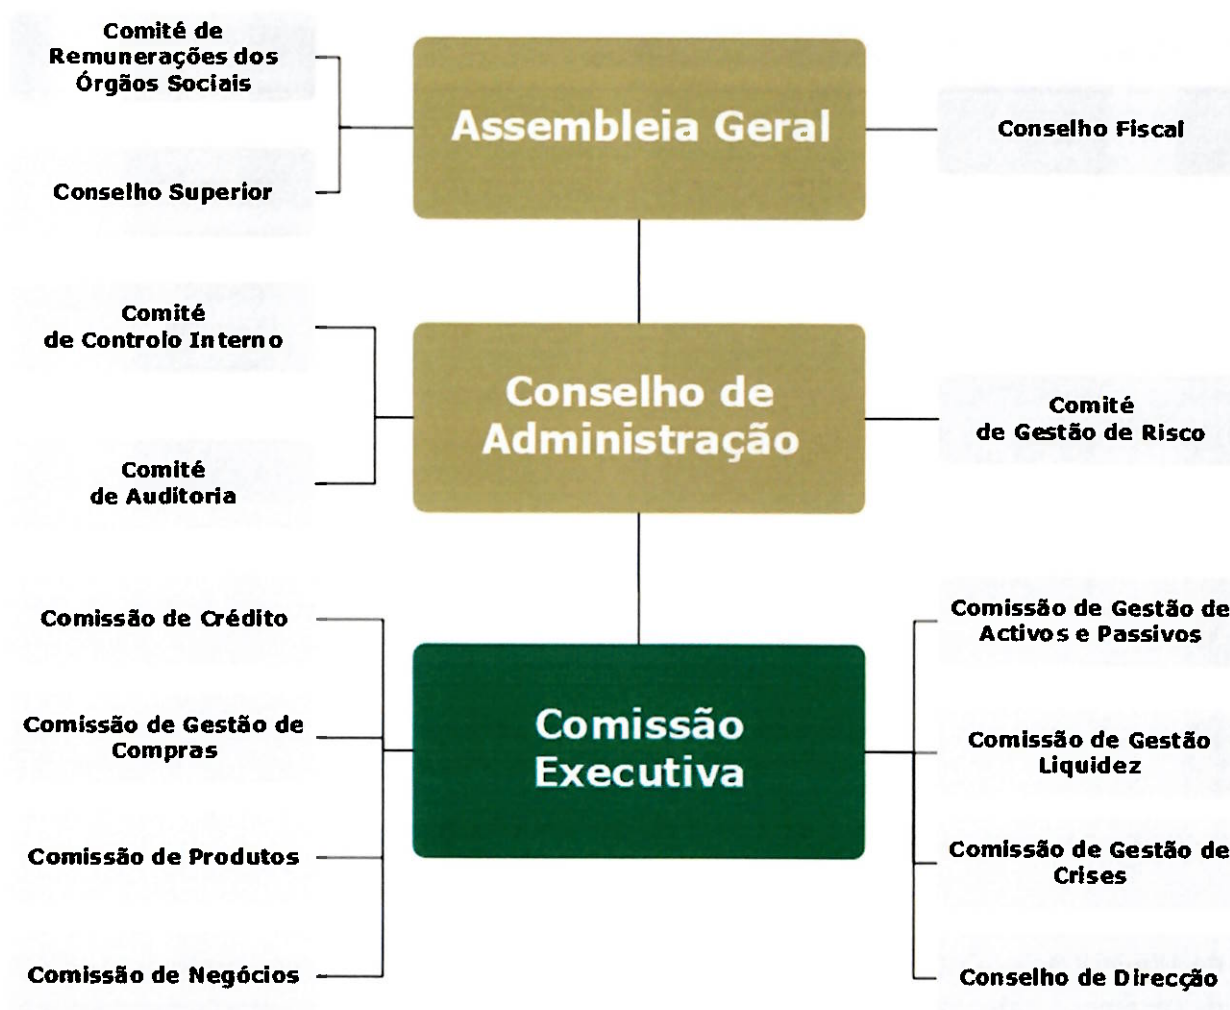 Comité de
Remunerações dos
Órgãos Sociais
Conselho Superior
Assembleia Geral
Conselho Fiscal
Comité
de Controlo Interno
Comité
de Auditoria
Conselho de
Administração
Comité
de Gestão de Risco
Comissão de Crédito
Comissão de Gestão de
Compras
Comissão de Produtos
Comissão de Negócios
Comissão
Executiva
Comissão de Gestão de
Activos e Passivos
Comissão de Gestão
Liquidez
Comissão de Gestão de
Crises
Conselho de Direcção